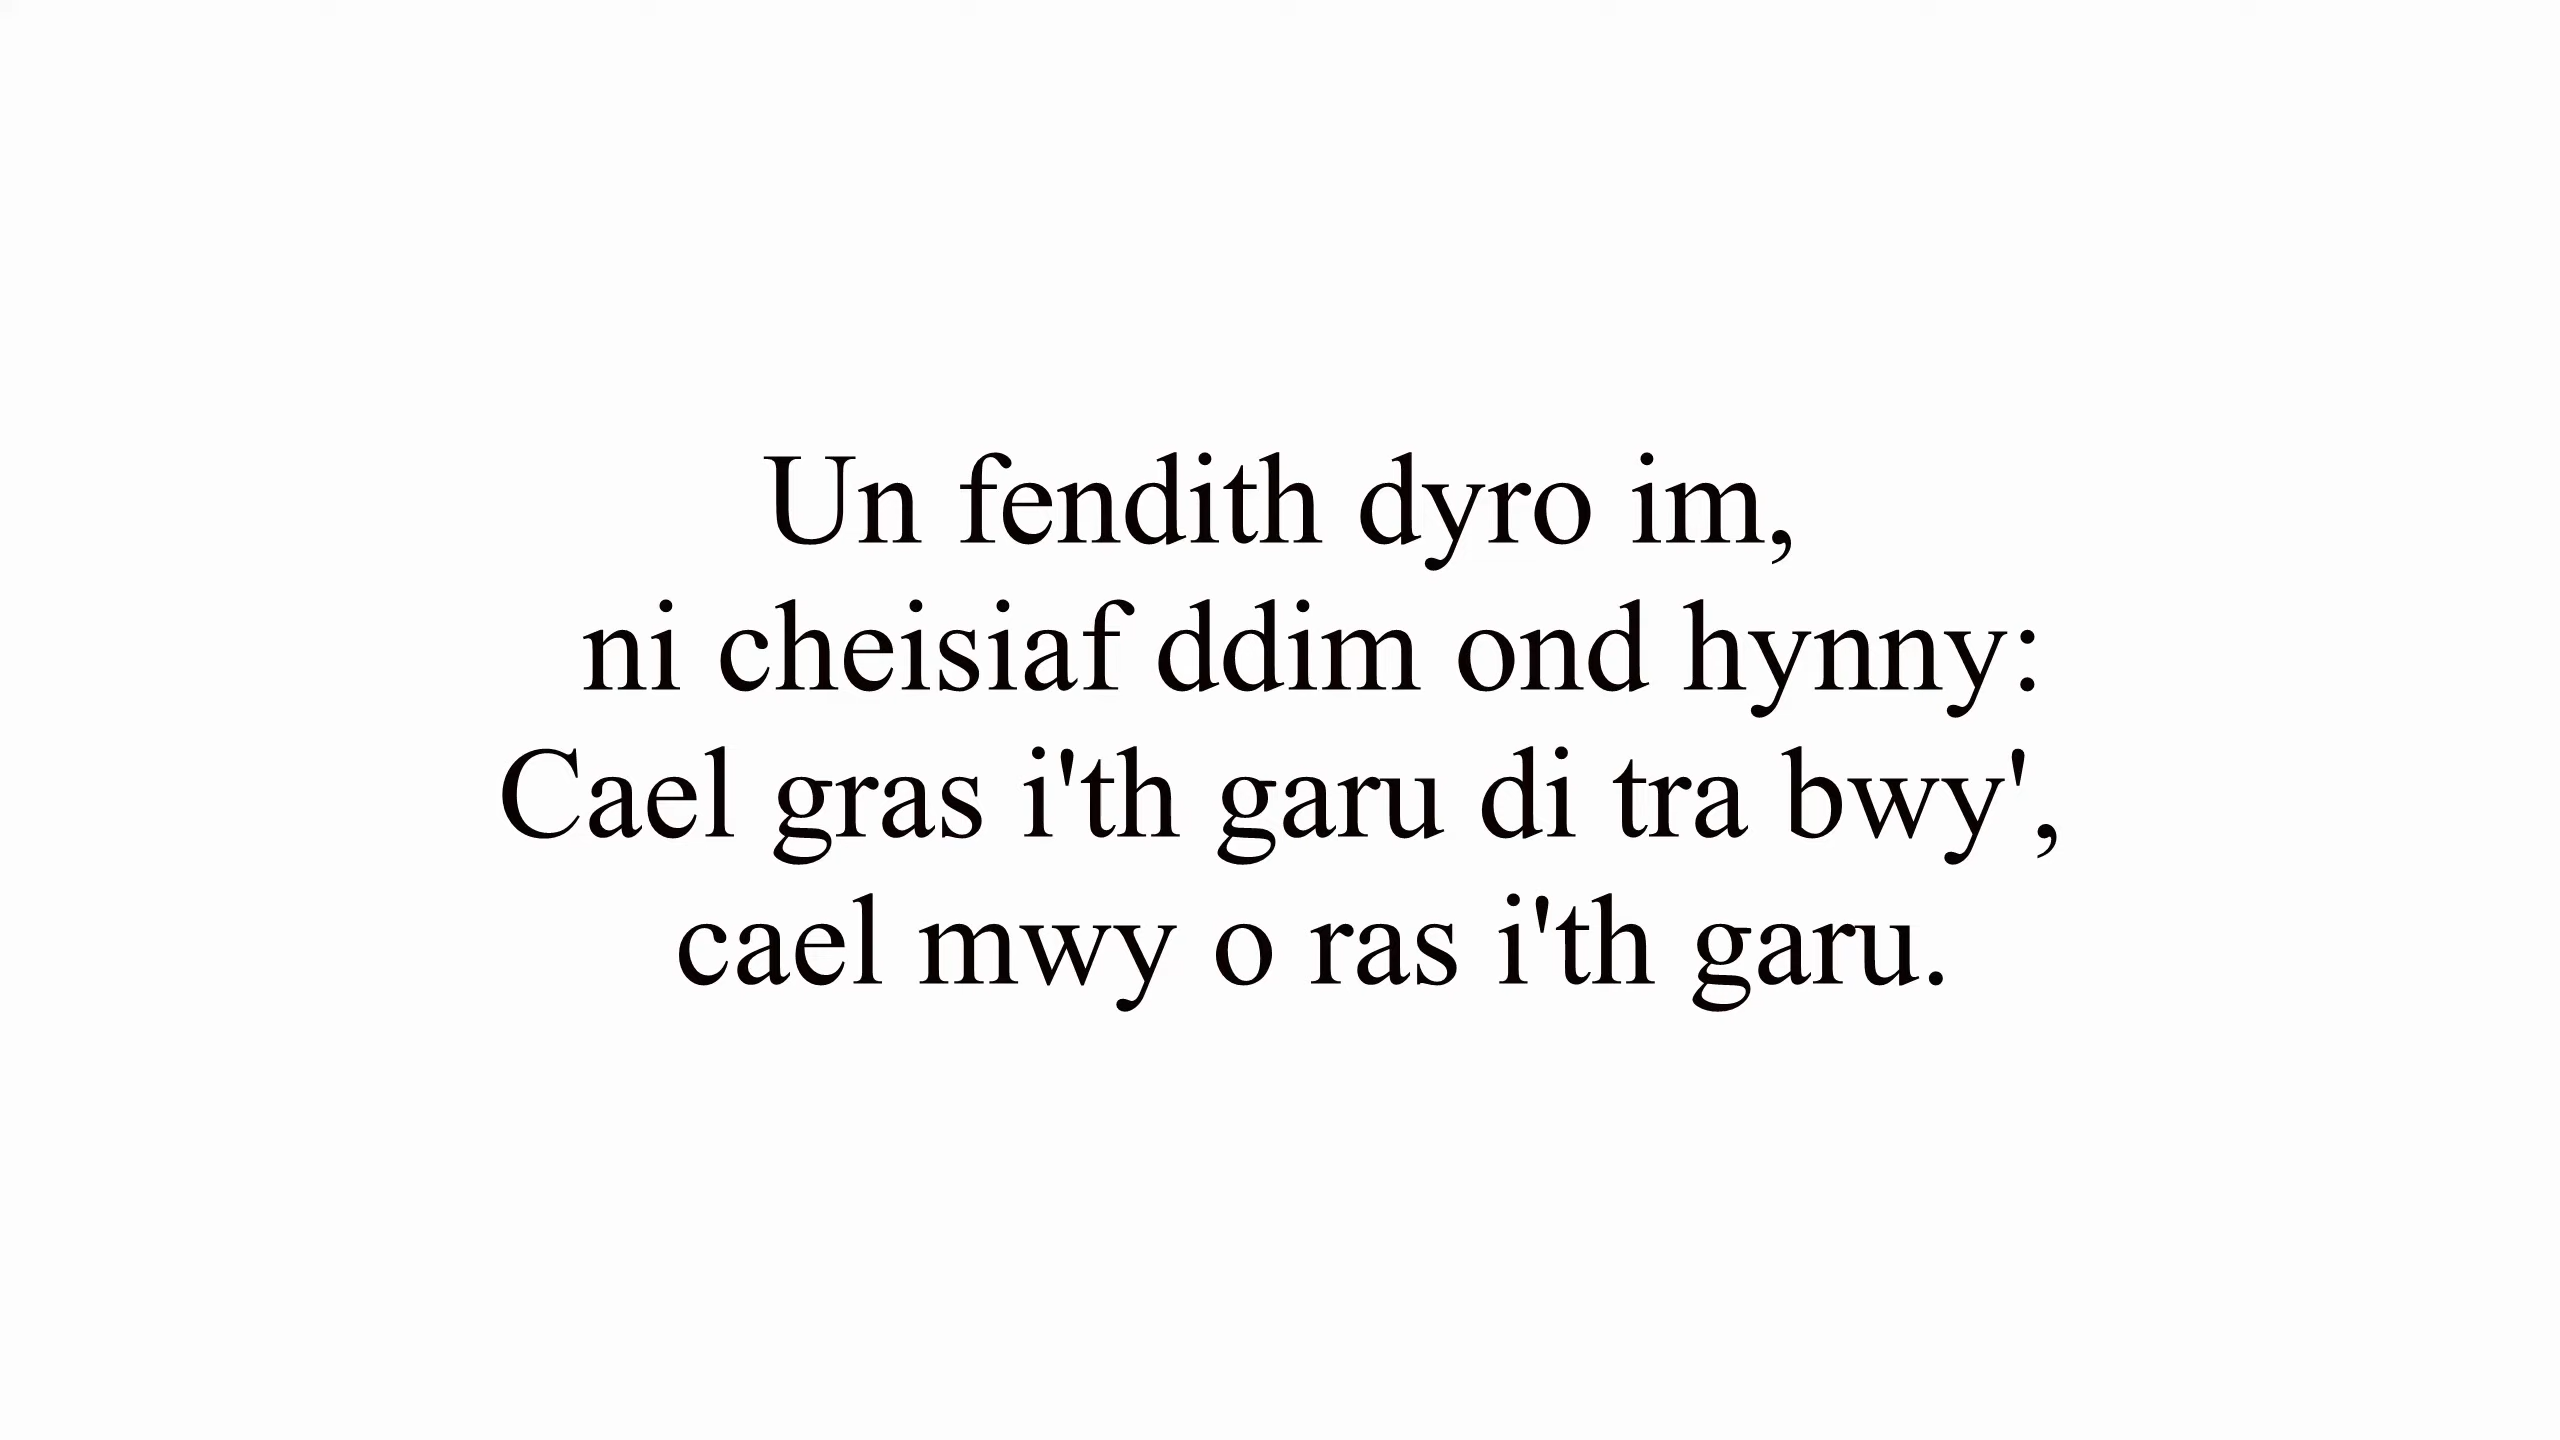 Un fendith dyro im,
ni cheisiaf ddim ond hynny:
Cael gras i'th garu di tra bwy',
cael mwy o ras i'th garu.